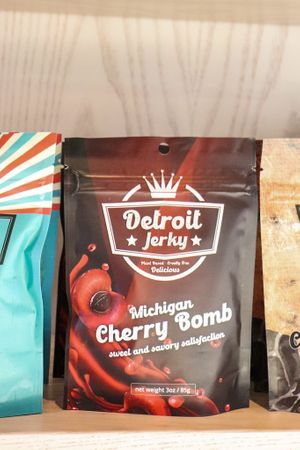 Detroit
Jerky
Plant Based - Cruelty Free
Delicious
Michigan
Cherry Bomb
sweet and savory satisfaction
net weight 3oz / 85g